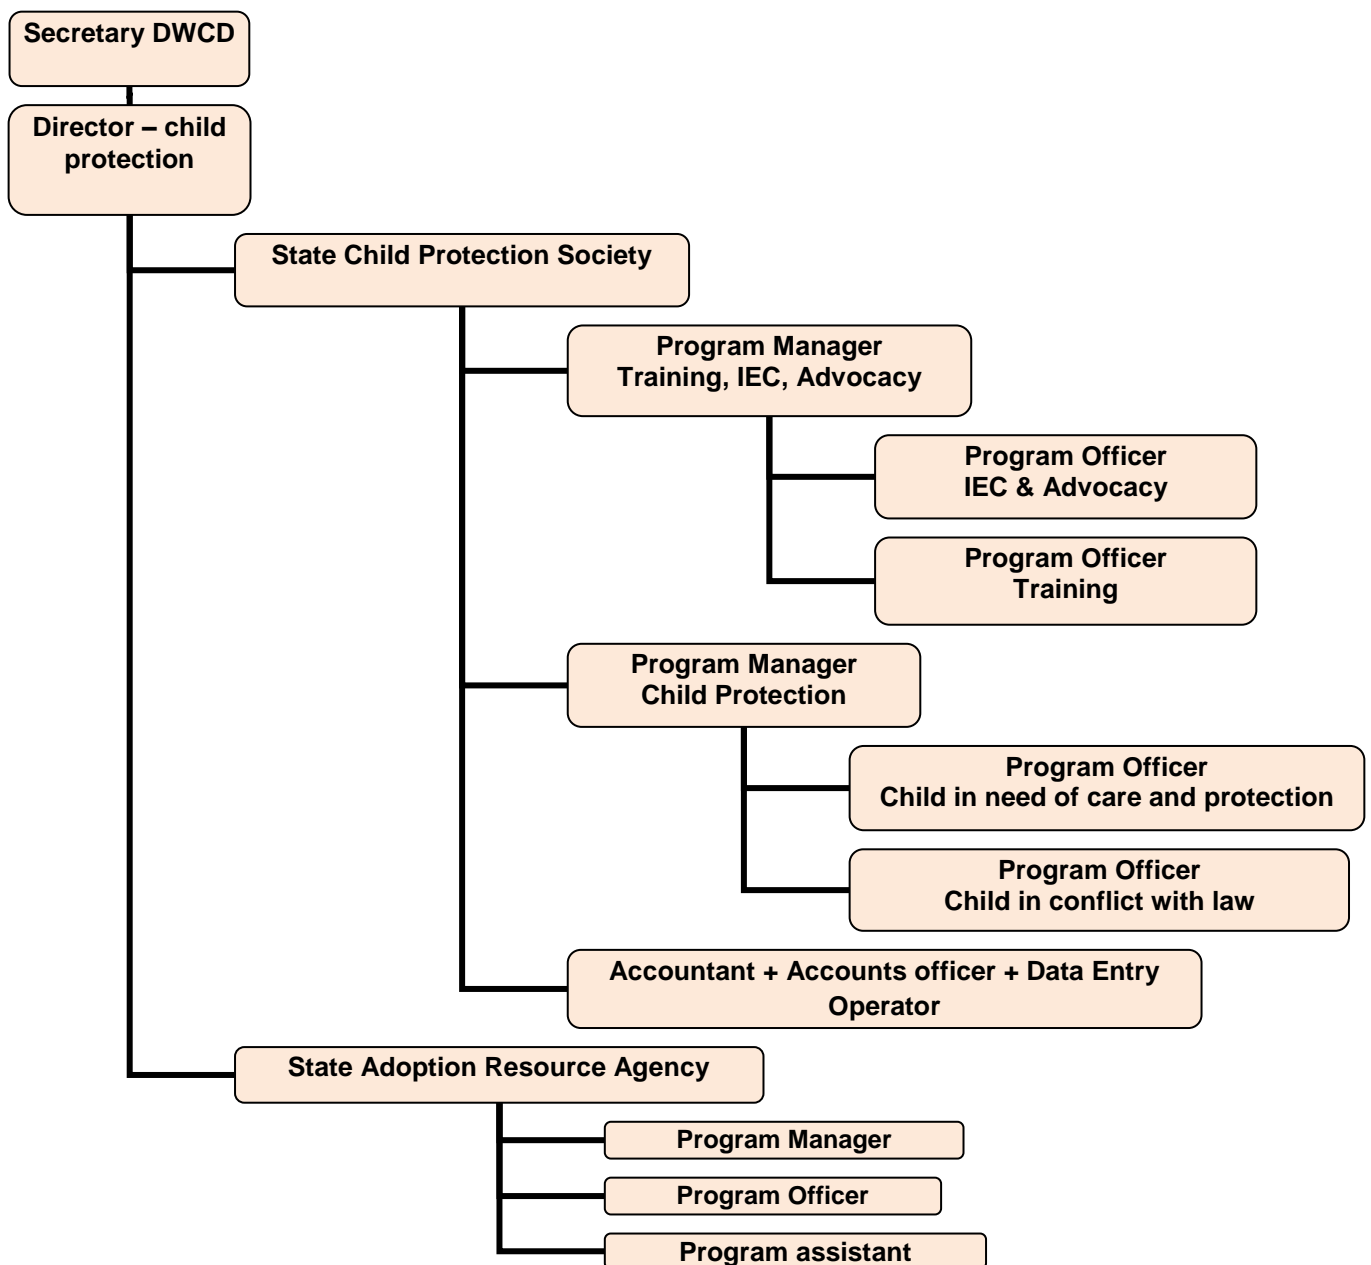 Secretary DWCD
Director – child
protection
State Child Protection Society
Program Manager
Training, IEC, Advocacy
Program Officer
IEC & Advocacy
Program Officer
Training
Program Manager
Child Protection
Program Officer
Child in need of care and protection
Program Officer
Child in conflict with law
Accountant + Accounts officer + Data Entry
Operator
State Adoption Resource Agency
Program Manager
Program Officer
Program assistant